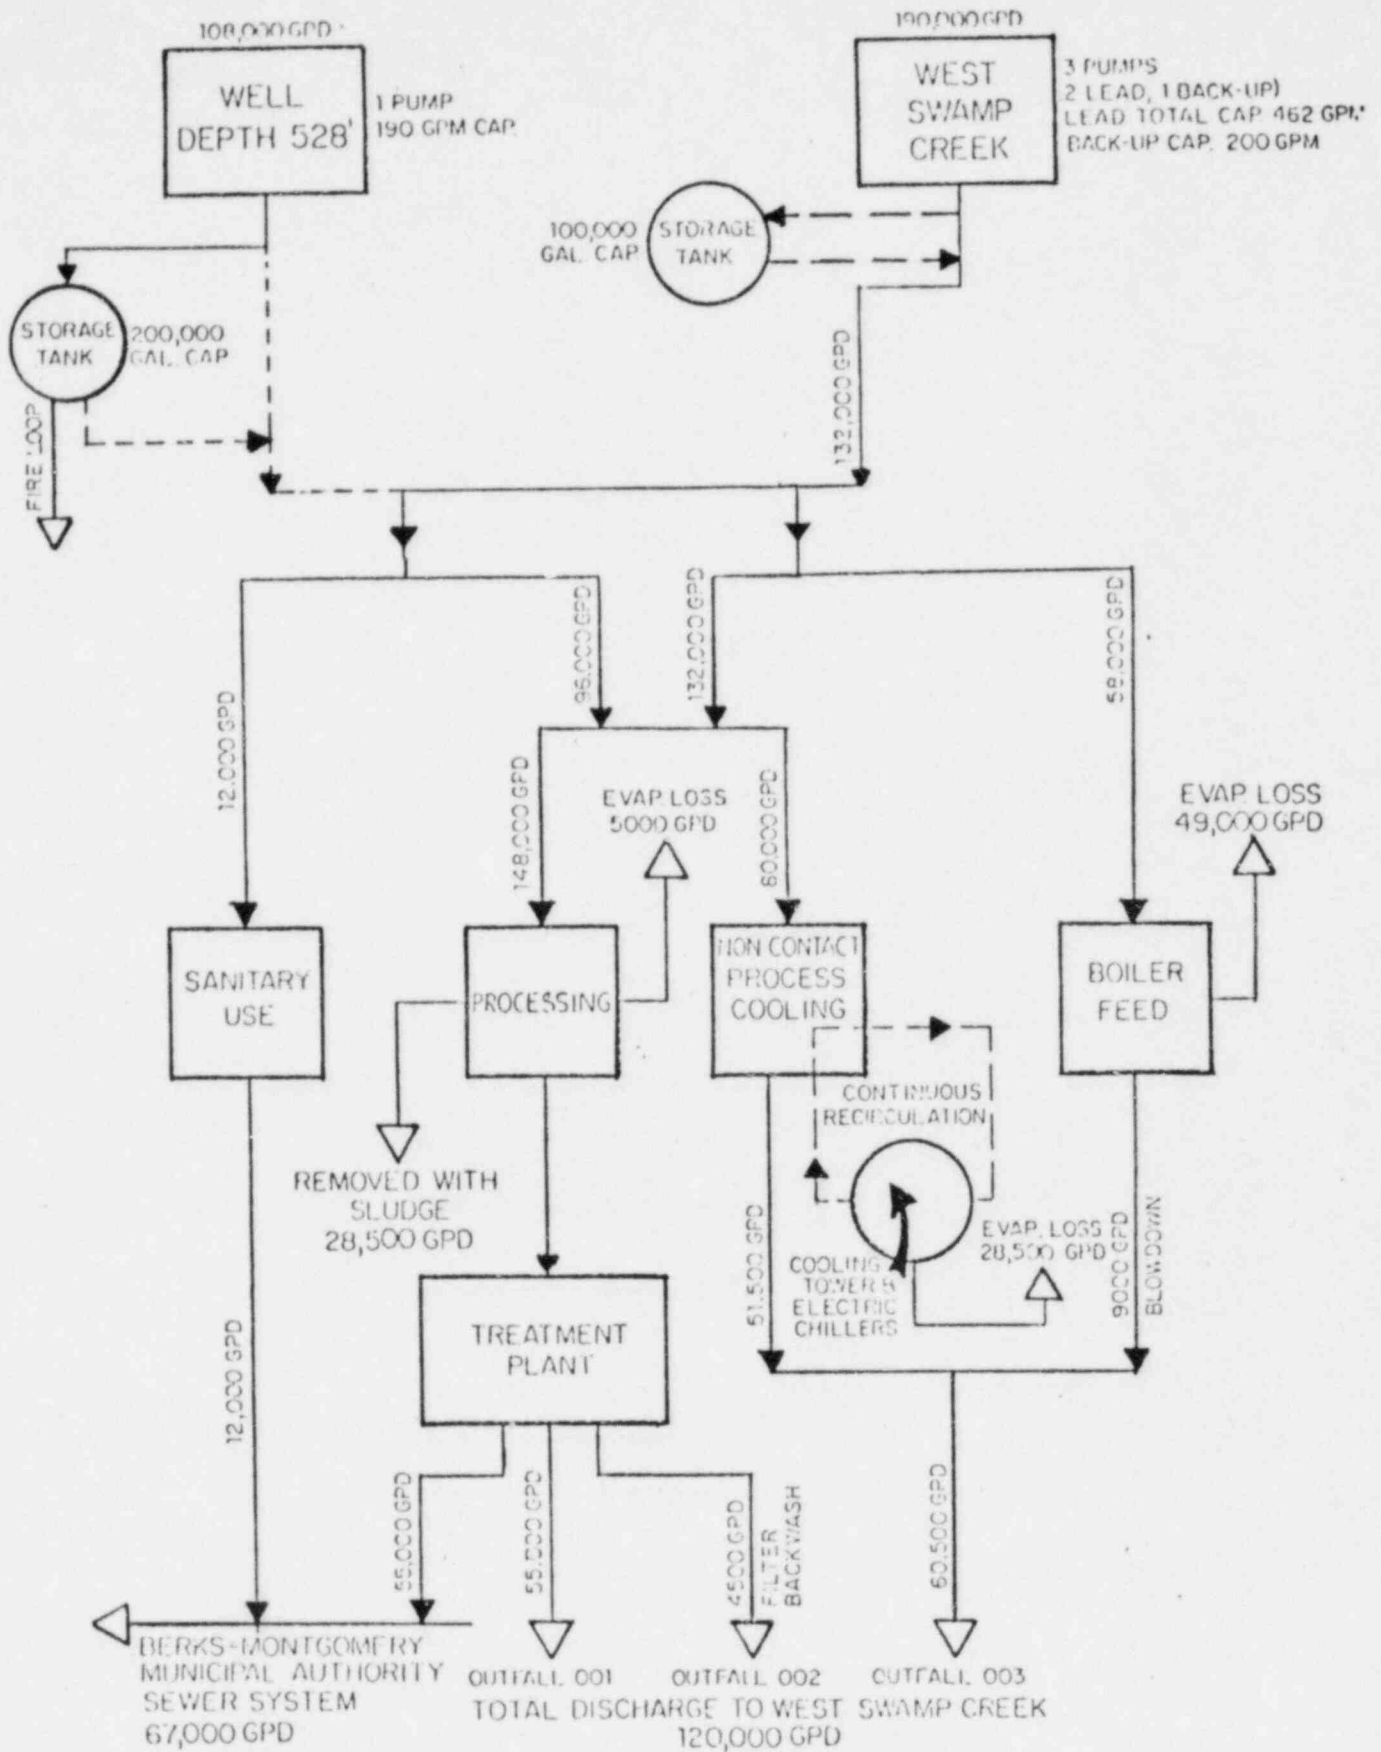 108,000 GPD
WELL
DEPTH 528'
1 PUMP
190 GPM CAP.
190,000 GPD
WEST
SWAMP
CREEK
3 PUMPS
2 LEAD, 1 BACK-UP)
LEAD TOTAL CAP. 462 GPM
BACK-UP CAP. 200 GPM
100,000
GAL. CAP.
STORAGE
TANK
STORAGE
TANK
200,000
GAL. CAP
FIRE LOOP
132,000 GPD
12,000 GPD
96,000 GPD
132,000 GPD
58,000 GPD
148,000 GPD
EVAP. LOSS
5000 GPD
80,000 GPD
EVAP. LOSS
49,000 GPD
SANITARY
USE
PROCESSING
NON CONTACT
PROCESS
COOLING
BOILER
FEED
CONTINUOUS
RECIRCULATION
REMOVED WITH
SLUDGE
28,500 GPD
EVAP. LOSS
28,500 GPD
COOLING
TOWER &
ELECTRIC
CHILLERS
51,500 GPD
9000 GPD
BLOWDOWN
TREATMENT
PLANT
12,000 GPD
55,000 GPD
55,000 GPD
4500 GPD
FILTER
BACKWASH
60,500 GPD
BERKS-MONTGOMERY
MUNICIPAL AUTHORITY
SEWER SYSTEM
67,000 GPD
OUTFALL 001
OUTFALL 002
OUTFALL 003
TOTAL DISCHARGE TO WEST SWAMP CREEK
120,000 GPD